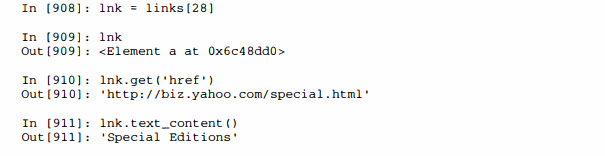 In [908]: lnk = links[28]
In [909]: lnk
Out[909]: <Element a at 0x6c48dd0>
In [910]: lnk.get('href')
Out[910]: 'http://biz.yahoo.com/special.html'
In [911]: lnk.text_content()
Out[911]: 'Special Editions'